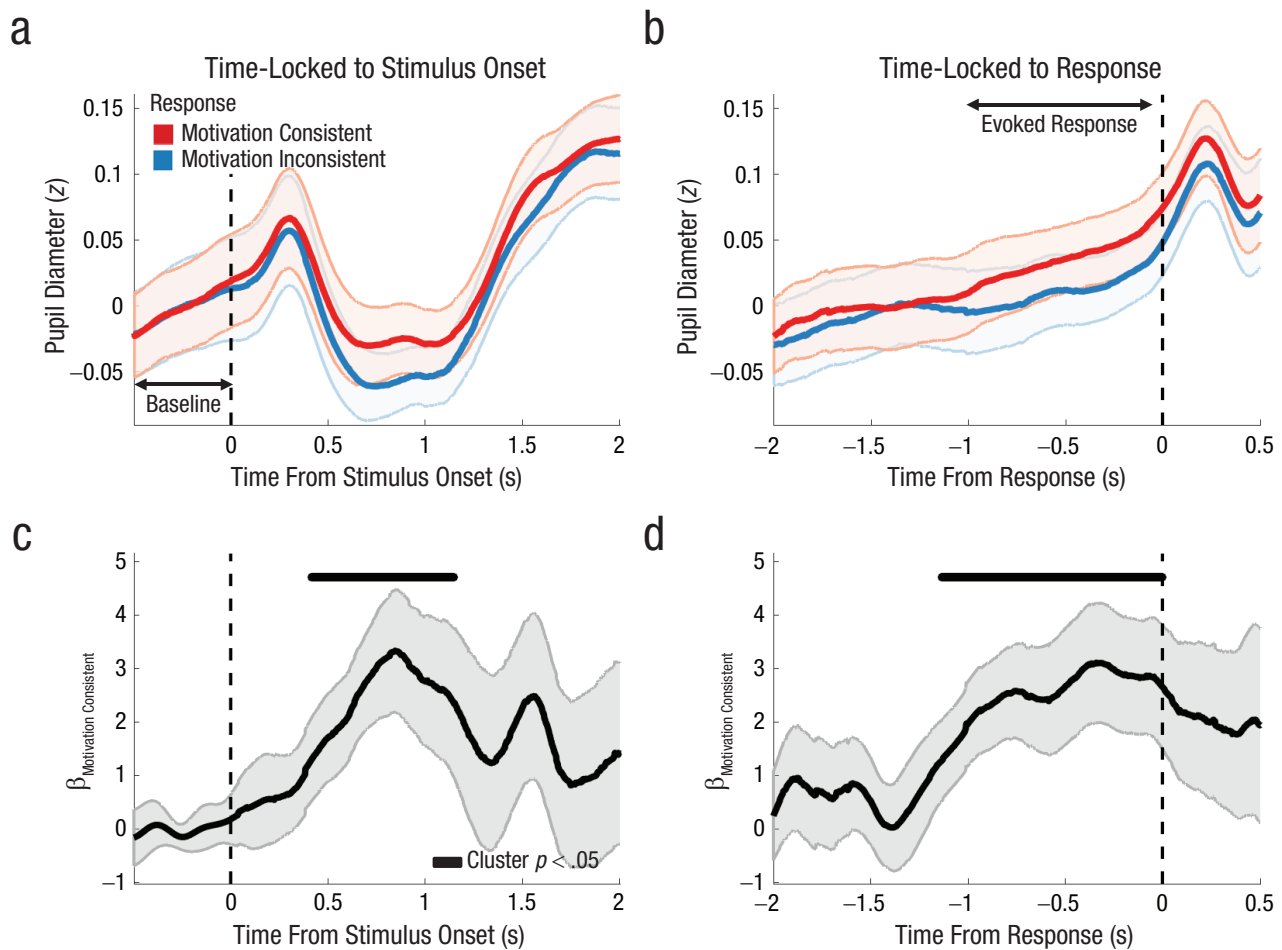 a
Time-Locked to Stimulus Onset
Response
Motivation Consistent
Motivation Inconsistent
0.15
0.1
0.05
0
−0.05
Pupil Diameter (z)
Baseline
0
0.5
1
1.5
2
Time From Stimulus Onset (s)
b
Time-Locked to Response
Evoked Response
0.15
0.1
0.05
0
−0.05
Pupil Diameter (z)
−2
−1
−1
−0.5
0
0.5
Time From Response (s)
c
5
4
3
2
1
0
−1
βMotivation Consistent
Cluster p < .05
0
0.5
1
1.5
2
Time From Stimulus Onset (s)
d
5
4
3
2
1
0
−1
βMotivation Consistent
−2
−1
−1
−0.5
0
0.5
Time From Response (s)